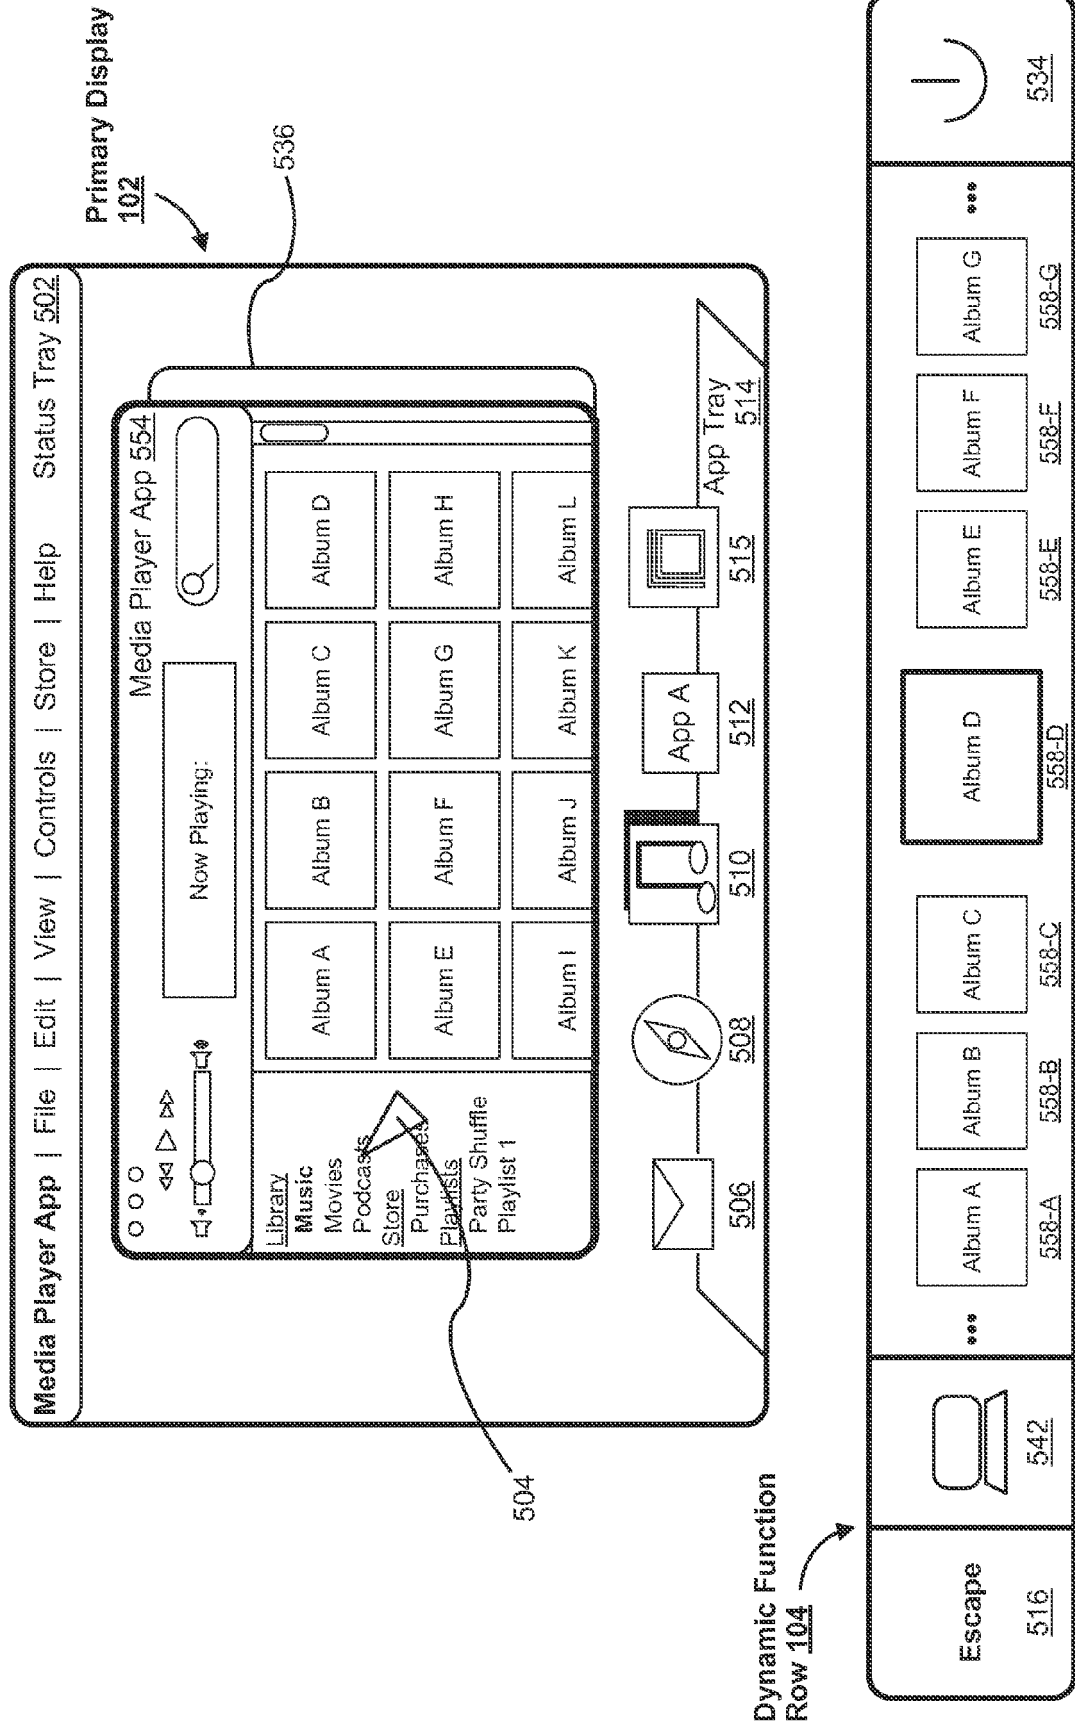 Primary Display
102
Media Player App | File | Edit | View | Controls | Store | Help
Status Tray 502
Media Player App 554
536
Now Playing:
Library
Music
Movies
Podcasts
Store
Purchases
Playlists
Party Shuffle
Playlist 1
Album A
Album B
Album C
Album D
Album E
Album F
Album G
Album H
Album I
Album J
Album K
Album L
504
App A
App Tray
514
506
508
510
512
515
Dynamic Function
Row 104
Escape
516
542
•••
Album A
558-A
Album B
558-B
Album C
558-C
Album D
558-D
Album E
558-E
Album F
558-F
Album G
558-G
•••
534